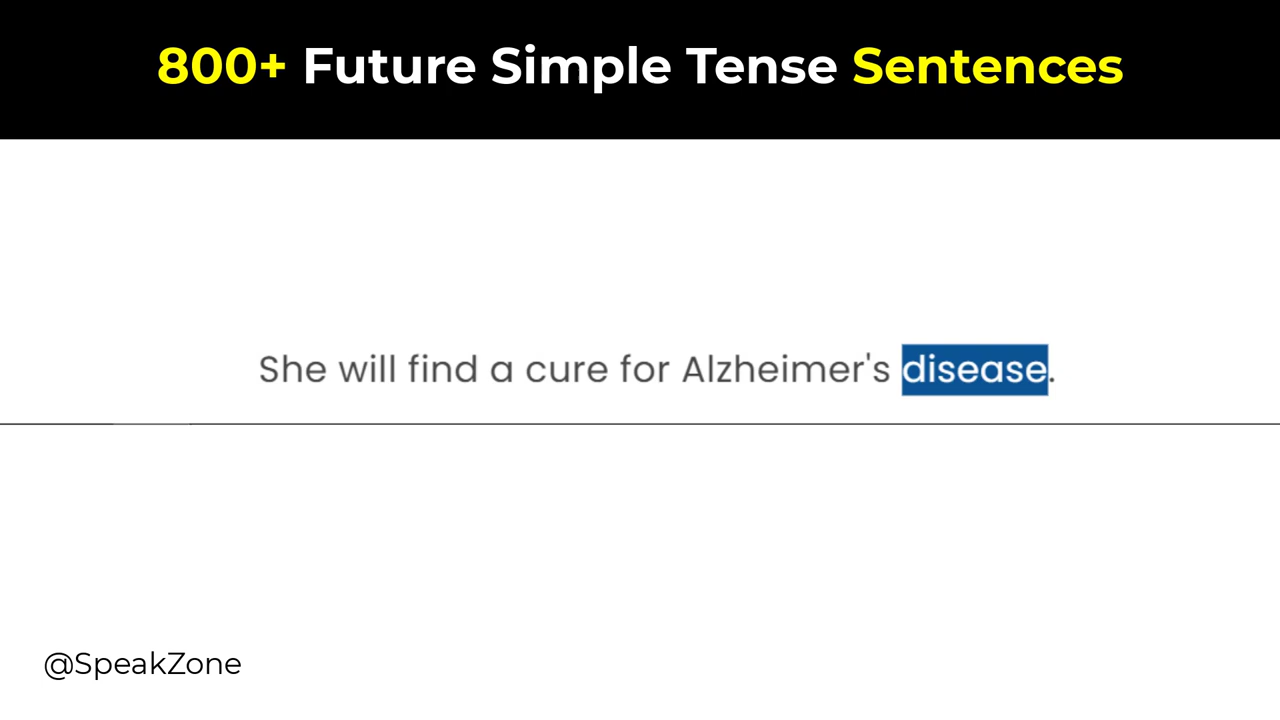 800+ Future Simple Tense Sentences
She will find a cure for Alzheimer's disease.
@SpeakZone